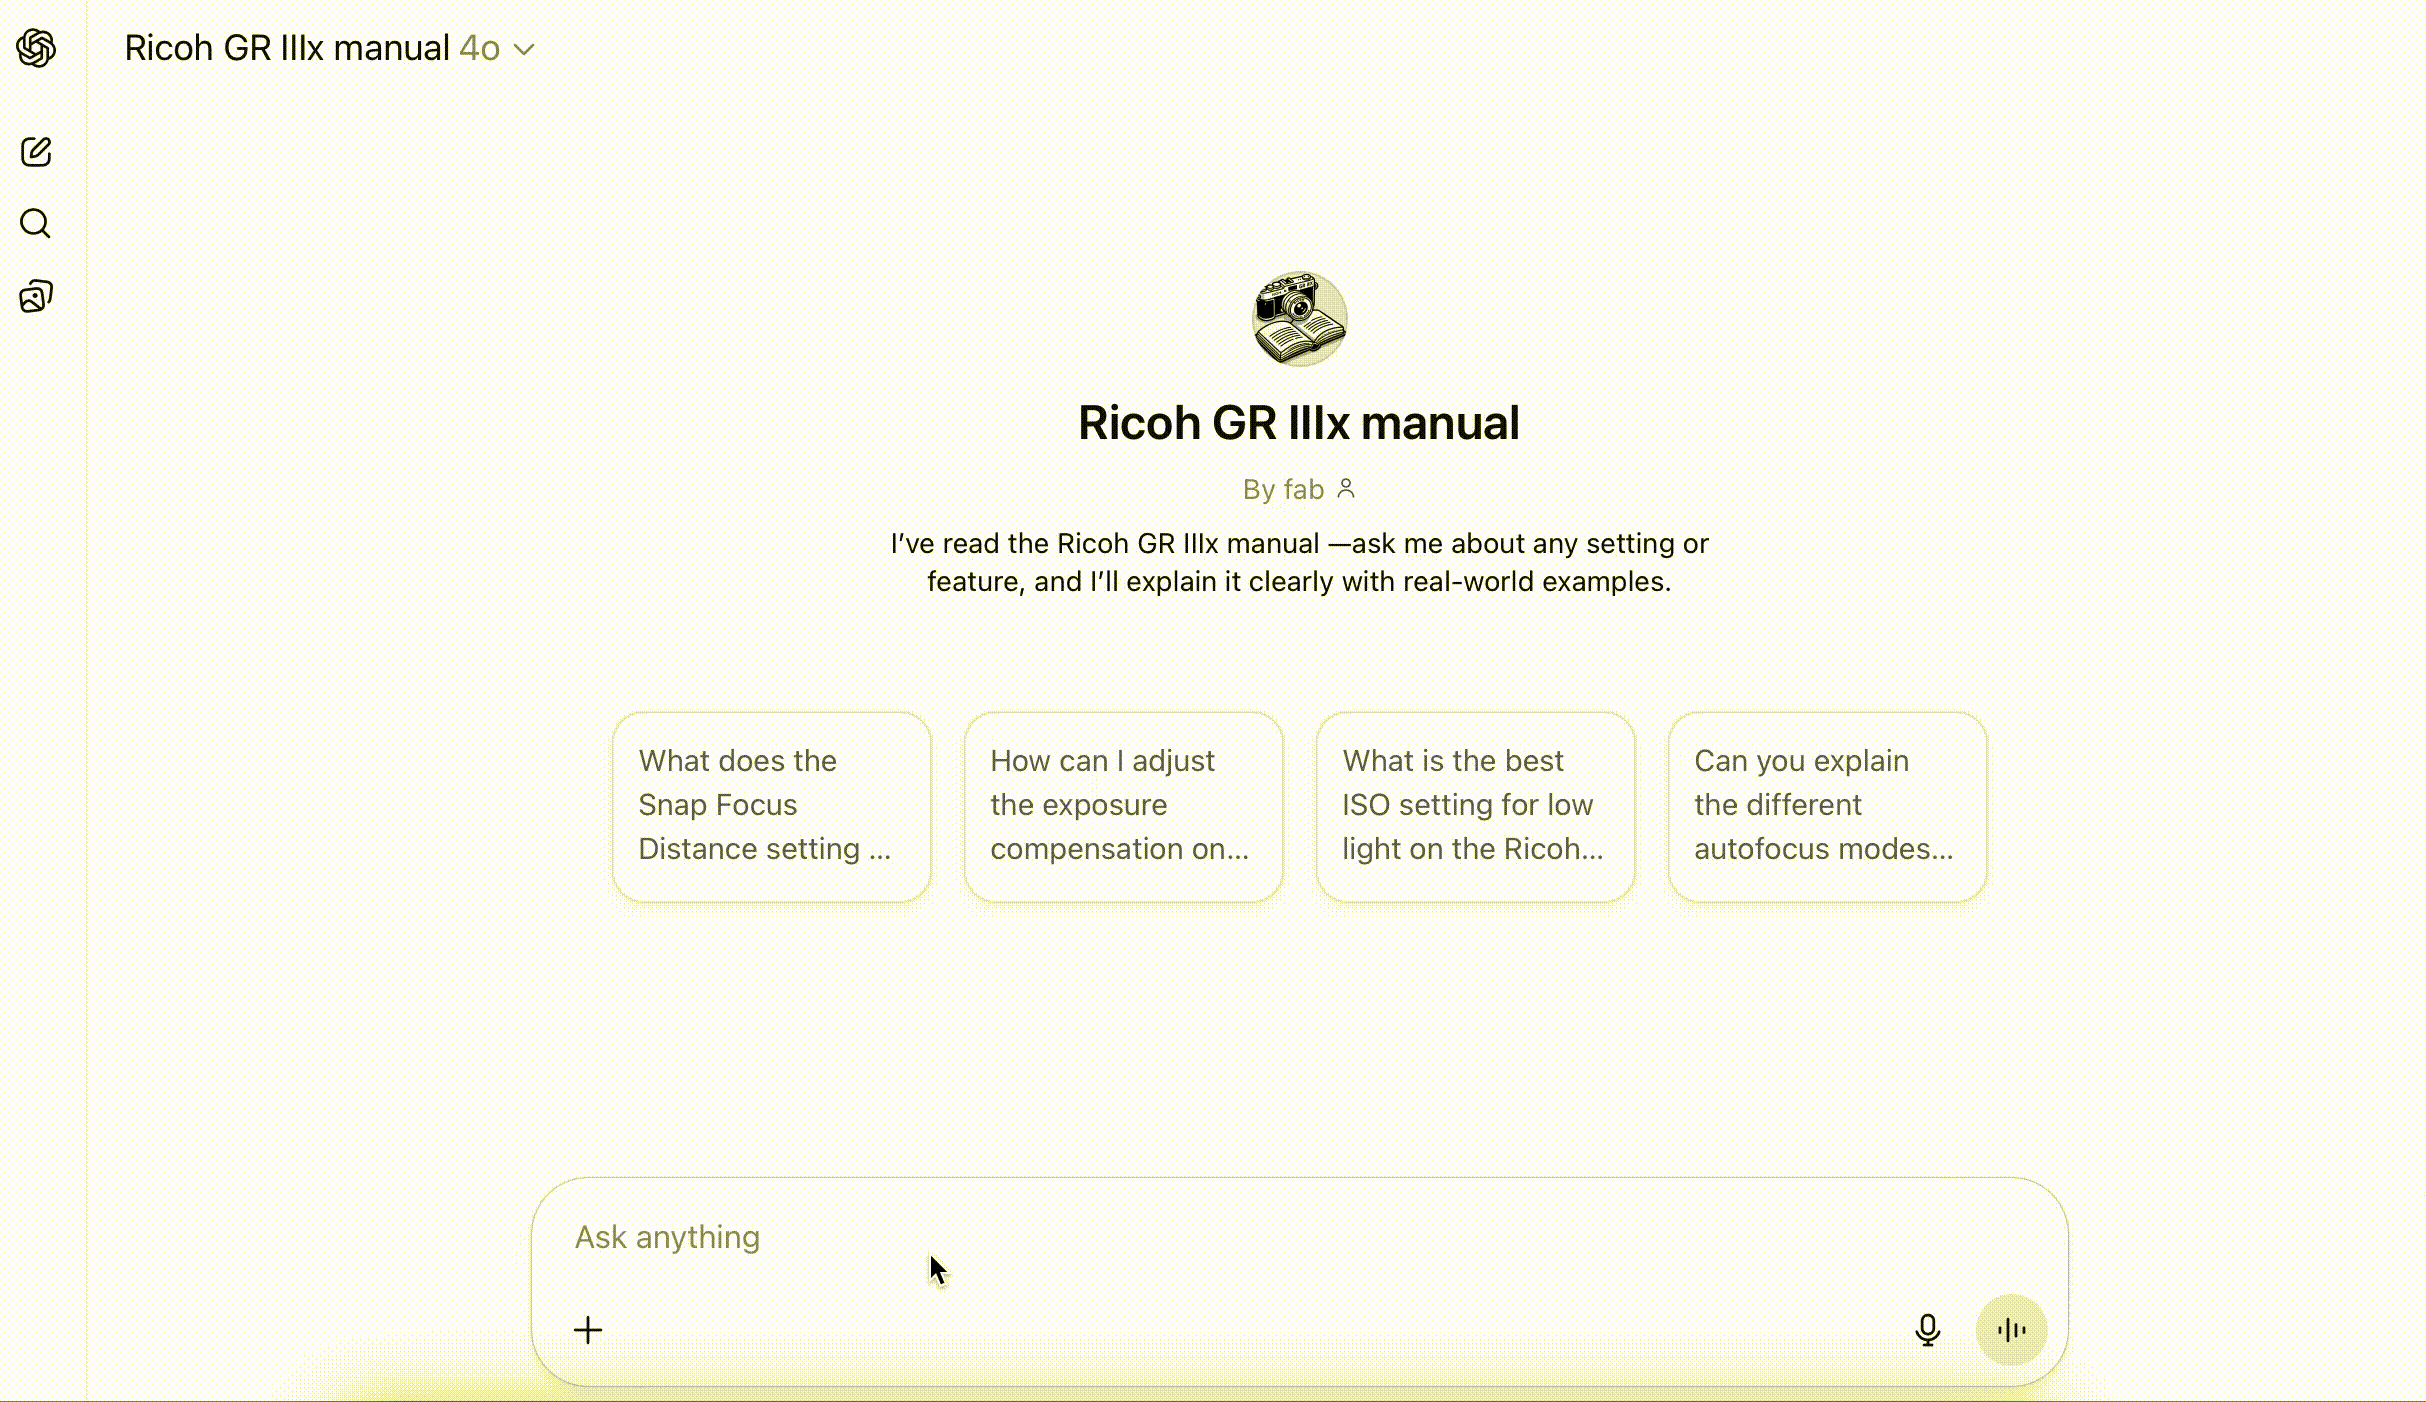 Ricoh GR IIIx manual 4o
Ricoh GR IIIx manual
By fab
I’ve read the Ricoh GR IIIx manual —ask me about any setting or
feature, and I’ll explain it clearly with real-world examples.
What does the
Snap Focus
Distance setting ...
How can I adjust
the exposure
compensation on...
What is the best
ISO setting for low
light on the Ricoh...
Can you explain
the different
autofocus modes...
Ask anything